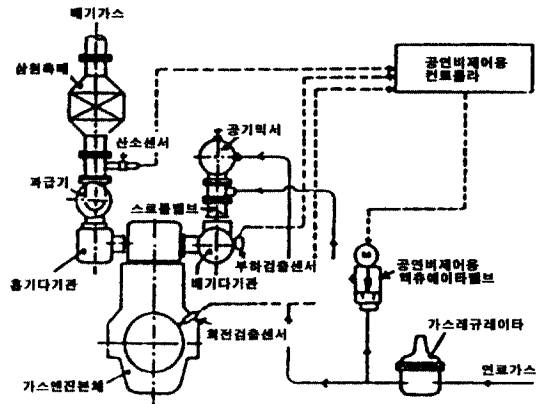 배기가스
삼원촉매
공연비제어용
컨트롤라
산소센서
공기믹서
과급기
스로틀밸브
부하검출센서
배기다기관
흡기다기관
공연비제어용
액츄에이타밸브
회전검출센서
가스레규레이타
연료가스
가스엔진본체